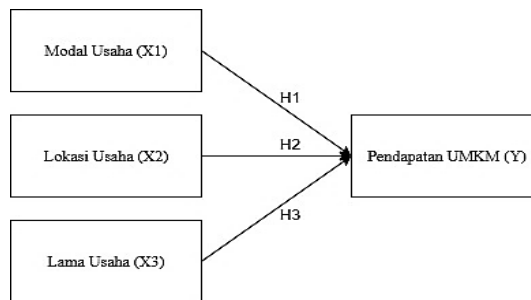 Modal Usaha (X1)
H1
Lokasi Usaha (X2)
H2
Pendapatan UMKM (Y)
H3
Lama Usaha (X3)